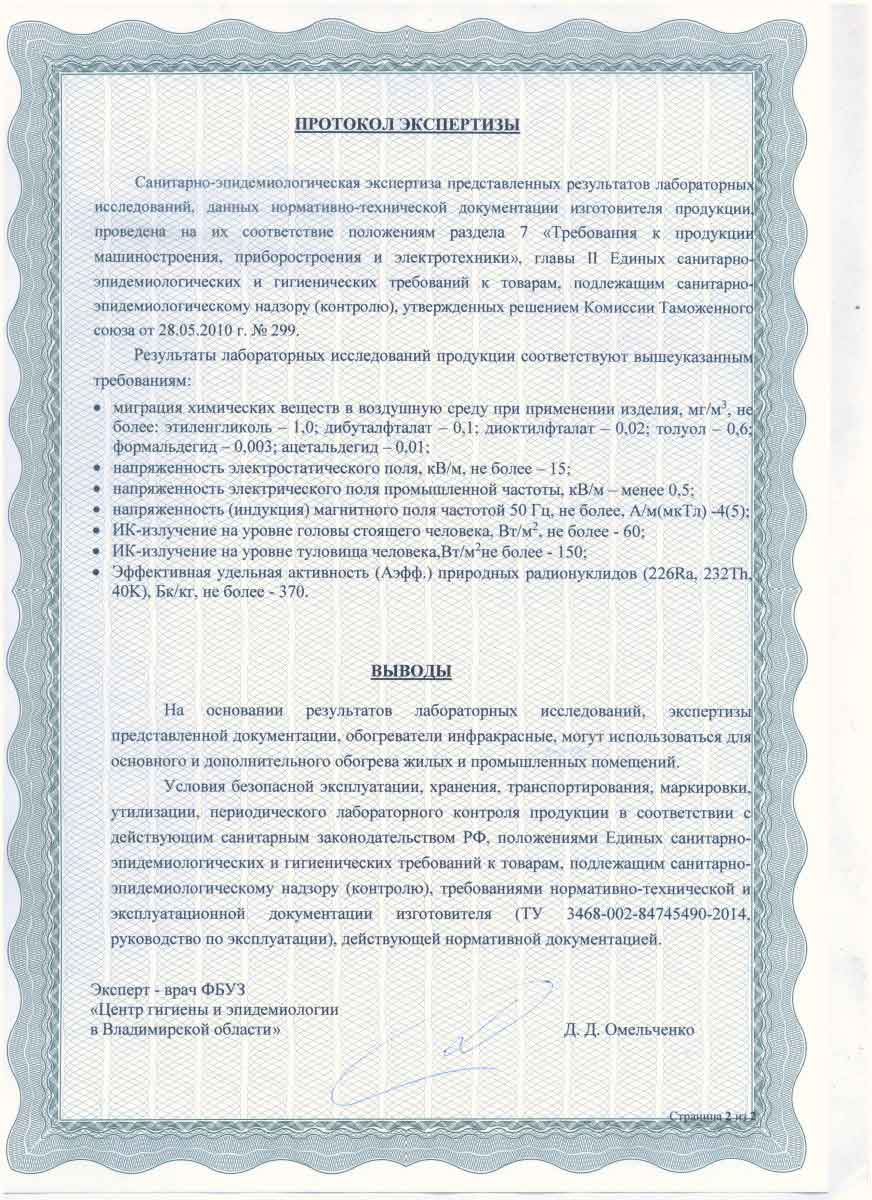 ПРОТОКОЛ ЭКСПЕРТИЗЫ
Санитарно-эпидемиологическая экспертиза представленных результатов лабораторных
исследований, данных нормативно-технической документации изготовителя продукции,
проведена на их соответствие положениям раздела 7 «Требования к продукции
машиностроения, приборостроения и электротехники», главы II Единых санитарно-
эпидемиологических и гигиенических требований к товарам, подлежащим санитарно-
эпидемиологическому надзору (контролю), утвержденных решением Комиссии Таможенного
союза от 28.05.2010 г. № 299.
Результаты лабораторных исследований продукции соответствуют вышеуказанным
требованиям:
• миграция химических веществ в воздушную среду при применении изделия, мг/м³, не
более: этиленгликоль – 1,0; дибуталфталат – 0,1; диоктилфталат – 0,02; толуол – 0,6;
формальдегид – 0,003; ацетальдегид – 0,01;
• напряженность электростатического поля, кВ/м, не более – 15;
• напряженность электрического поля промышленной частоты, кВ/м – менее 0,5;
• напряженность (индукция) магнитного поля частотой 50 Гц, не более, А/м(мкТл) -4(5);
• ИК-излучение на уровне головы стоящего человека, Вт/м², не более - 60;
• ИК-излучение на уровне туловища человека,Вт/м²не более - 150;
• Эффективная удельная активность (Аэфф.) природных радионуклидов (226Ra, 232Th,
40K), Бк/кг, не более - 370.
ВЫВОДЫ
На основании результатов лабораторных исследований, экспертизы
представленной документации, обогреватели инфракрасные, могут использоваться для
основного и дополнительного обогрева жилых и промышленных помещений.
Условия безопасной эксплуатации, хранения, транспортирования, маркировки,
утилизации, периодического лабораторного контроля продукции в соответствии с
действующим санитарным законодательством РФ, положениями Единых санитарно-
эпидемиологических и гигиенических требований к товарам, подлежащим санитарно-
эпидемиологическому надзору (контролю), требованиями нормативно-технической и
эксплуатационной документации изготовителя (ТУ 3468-002-84745490-2014,
руководство по эксплуатации), действующей нормативной документацией.
Эксперт - врач ФБУЗ
«Центр гигиены и эпидемиологии
в Владимирской области» Д. Д. Омельченко
Страница 2 из 2